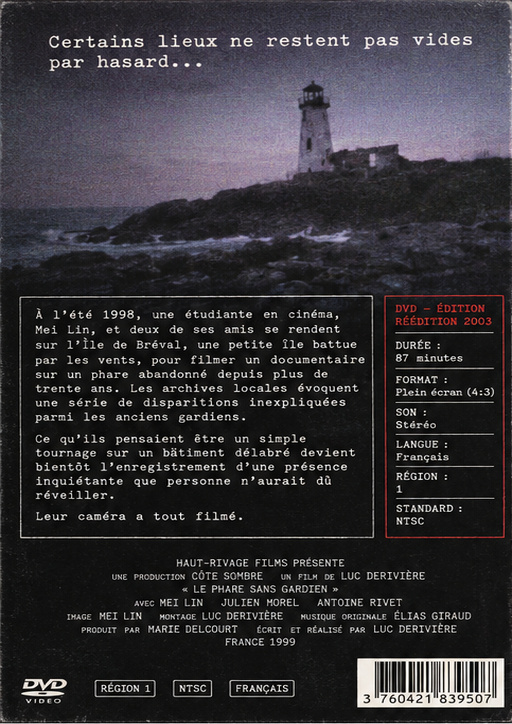 Certains lieux ne restent pas vides
par hasard...
À l'été 1998, une étudiante en cinéma,
Mei Lin, et deux de ses amis se rendent
sur l'Île de Bréval, une petite île battue
par les vents, pour filmer un documentaire
sur un phare abandonné depuis plus de
trente ans. Les archives locales évoquent
une série de disparitions inexpliquées
parmi les anciens gardiens.
Ce qu'ils pensaient être un simple
tournage sur un bâtiment délabré devient
bientôt l'enregistrement d'une présence
inquiétante que personne n'aurait dû
réveiller.
Leur caméra a tout filmé.
DVD – ÉDITION
RÉÉDITION 2003
DURÉE :
87 minutes
FORMAT :
Plein écran (4:3)
SON :
Stéréo
LANGUE :
Français
RÉGION :
1
STANDARD :
NTSC
HAUT-RIVAGE FILMS PRÉSENTE
UNE PRODUCTION CÔTE SOMBRE UN FILM DE LUC DERIVIÈRE
« LE PHARE SANS GARDIEN »
AVEC MEI LIN JULIEN MOREL ANTOINE RIVET
IMAGE MEI LIN MONTAGE LUC DERIVIÈRE MUSIQUE ORIGINALE ÉLIAS GIRAUD
PRODUIT PAR MARIE DELCOURT ÉCRIT ET RÉALISÉ PAR LUC DERIVIÈRE
FRANCE 1999
DVD
VIDEO
RÉGION 1
NTSC
FRANÇAIS
3 760421 839507